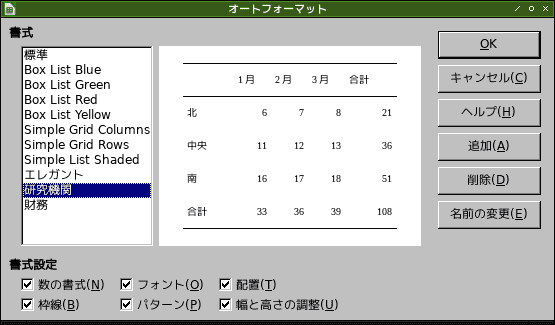 オートフォーマット
書式
標準
Box List Blue
Box List Green
Box List Red
Box List Yellow
Simple Grid Columns
Simple Grid Rows
Simple List Shaded
エレガント
研究機関
財務
1月 2月 3月 合計
北 6 7 8 21
中央 11 12 13 36
南 16 17 18 51
合計 33 36 39 108
OK
キャンセル(C)
ヘルプ(H)
追加(A)
削除(D)
名前の変更(E)
書式設定
数の書式(N) フォント(O) 配置(T)
枠線(B) パターン(P) 幅と高さの調整(U)